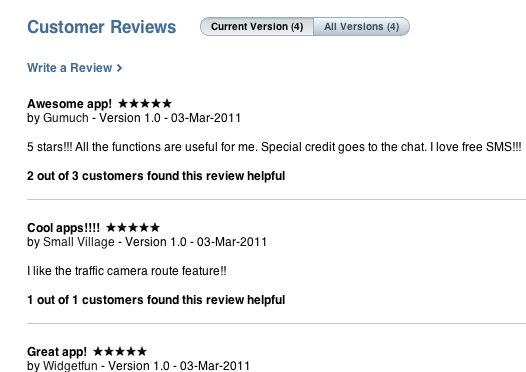 Customer Reviews
Current Version (4) All Versions (4)
Write a Review >
Awesome app! ★★★★★
by Gumuch - Version 1.0 - 03-Mar-2011
5 stars!!! All the functions are useful for me. Special credit goes to the chat. I love free SMS!!!
2 out of 3 customers found this review helpful
Cool apps!!!! ★★★★★
by Small Village - Version 1.0 - 03-Mar-2011
I like the traffic camera route feature!!
1 out of 1 customers found this review helpful
Great app! ★★★★★
by Widgetfun - Version 1.0 - 03-Mar-2011